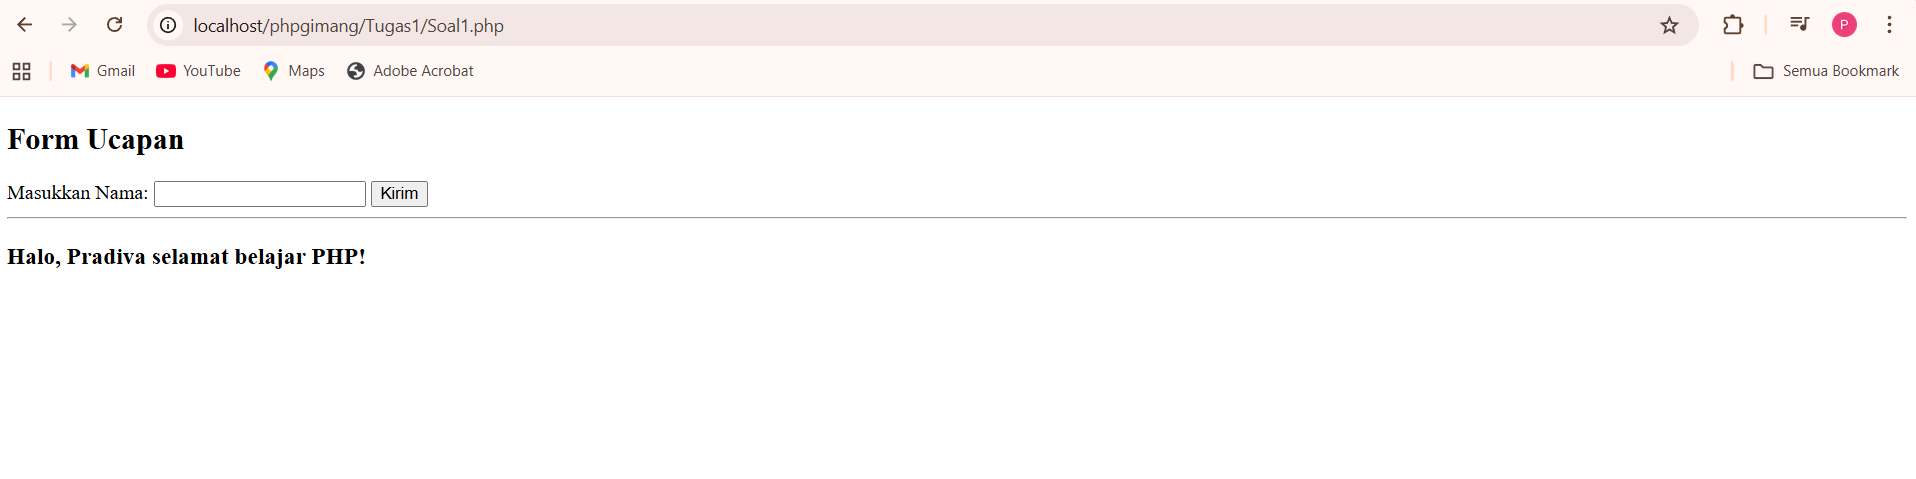 localhost/phpgimang/Tugas1/Soal1.php
P
Gmail YouTube Maps Adobe Acrobat Semua Bookmark
Form Ucapan
Masukkan Nama: Kirim
Halo, Pradiva selamat belajar PHP!